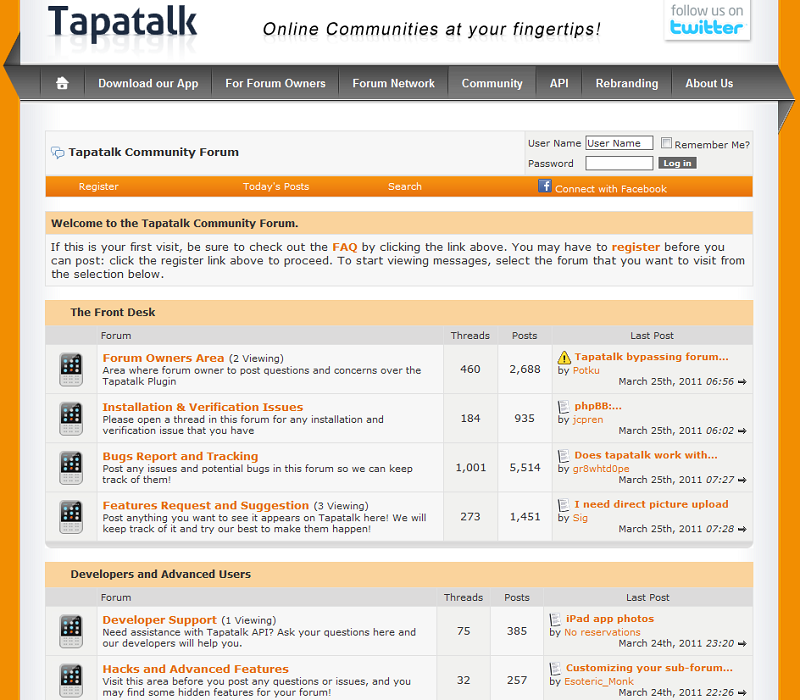 Tapatalk
Online Communities at your fingertips!
follow us on
twitter
Download our App For Forum Owners Forum Network Community API Rebranding About Us
Tapatalk Community Forum
User Name User Name Remember Me?
Password Log in
Register Today's Posts Search f Connect with Facebook
Welcome to the Tapatalk Community Forum.
If this is your first visit, be sure to check out the FAQ by clicking the link above. You may have to register before you
can post: click the register link above to proceed. To start viewing messages, select the forum that you want to visit from
the selection below.
The Front Desk
Forum Threads Posts Last Post
Forum Owners Area (2 Viewing)
Area where forum owner to post questions and concerns over the
Tapatalk Plugin
460 2,688
Tapatalk bypassing forum...
by Potku
March 25th, 2011 06:56
Installation & Verification Issues
Please open a thread in this forum for any installation and
verification issue that you have
184 935
phpBB:...
by jcpren
March 25th, 2011 06:02
Bugs Report and Tracking
Post any issues and potential bugs in this forum so we can keep
track of them!
1,001 5,514
Does tapatalk work with...
by gr8whtd0pe
March 25th, 2011 07:27
Features Request and Suggestion (3 Viewing)
Post anything you want to see it appears on Tapatalk here! We will
keep track of it and try our best to make them happen!
273 1,451
I need direct picture upload
by Sig
March 25th, 2011 07:28
Developers and Advanced Users
Forum Threads Posts Last Post
Developer Support (1 Viewing)
Need assistance with Tapatalk API? Ask your questions here and
our developers will help you.
75 385
iPad app photos
by No reservations
March 24th, 2011 23:20
Hacks and Advanced Features
Visit this area before you post any questions or issues, and you
may find some hidden features for your forum!
32 257
Customizing your sub-forum...
by Esoteric_Monk
March 24th, 2011 22:26